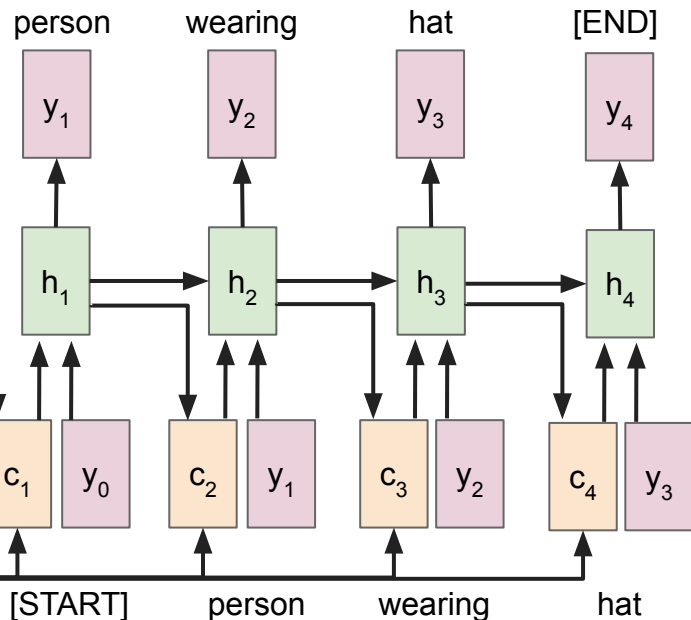 person wearing hat [END]
y₁ y₂ y₃ y₄
h₁ h₂ h₃ h₄
c₁ y₀ c₂ y₁ c₃ y₂ c₄ y₃
[START] person wearing hat